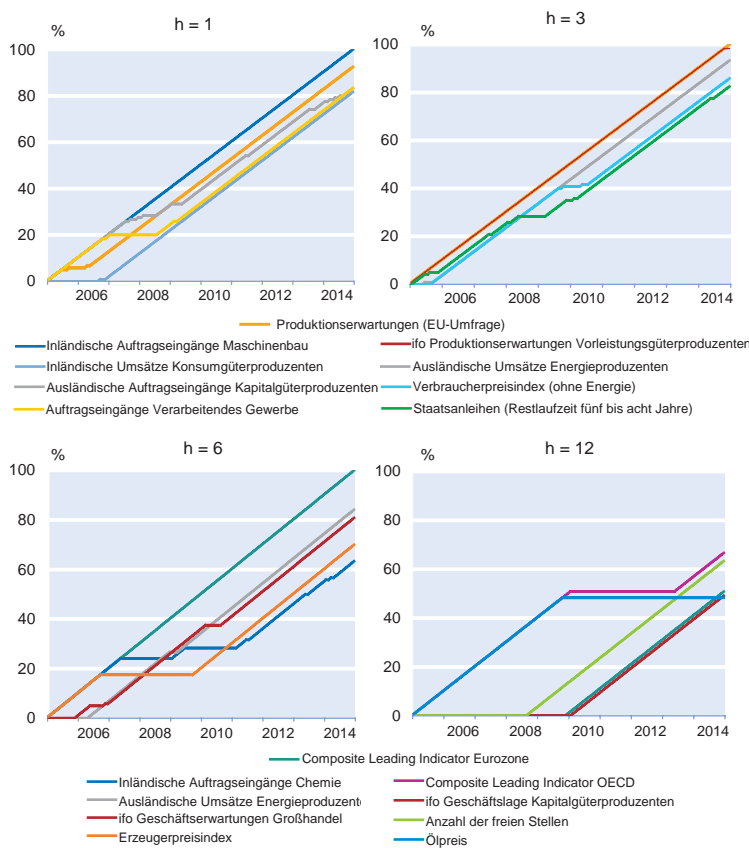 h = 1
%
100
80
60
40
20
0
2006 2008 2010 2012 2014
h = 3
%
100
80
60
40
20
0
2006 2008 2010 2012 2014
Produktionserwartungen (EU-Umfrage)
Inländische Auftragseingänge Maschinenbau
Inländische Umsätze Konsumgüterproduzenten
Ausländische Auftragseingänge Kapitalgüterproduzenten
Auftragseingänge Verarbeitendes Gewerbe
ifo Produktionserwartungen Vorleistungsgüterproduzenten
Ausländische Umsätze Energieproduzenten
Verbraucherpreisindex (ohne Energie)
Staatsanleihen (Restlaufzeit fünf bis acht Jahre)
h = 6
%
100
80
60
40
20
0
2006 2008 2010 2012 2014
h = 12
%
100
80
60
40
20
0
2006 2008 2010 2012 2014
Composite Leading Indicator Eurozone
Inländische Auftragseingänge Chemie
Ausländische Umsätze Energieproduzente
ifo Geschäftserwartungen Großhandel
Erzeugerpreisindex
Composite Leading Indicator OECD
ifo Geschäftslage Kapitalgüterproduzenten
Anzahl der freien Stellen
Ölpreis